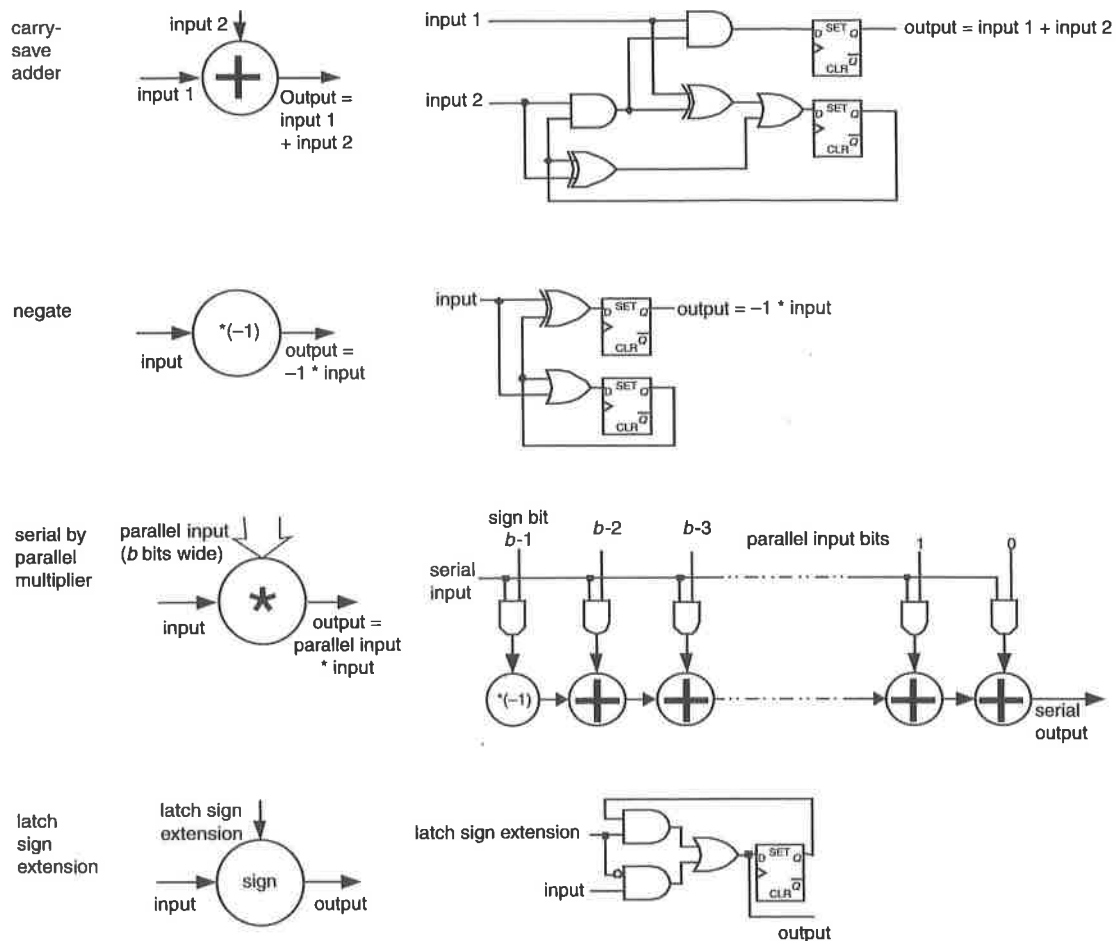 carry-
save
adder
input 2
input 1
Output =
input 1
+ input 2
input 1
input 2
D SET Q
CLR Q
output = input 1 + input 2
D SET Q
CLR Q
negate
*(–1)
input
output =
–1 * input
input
D SET Q
CLR Q
output = –1 * input
D SET Q
CLR Q
serial by
parallel
multiplier
parallel input
(b bits wide)
*
input
output =
parallel input
* input
sign bit
b-1
b-2
b-3
parallel input bits
1
0
serial
input
*(–1)
serial
output
latch
sign
extension
latch sign
extension
sign
input
output
latch sign extension
input
D SET Q
CLR Q
output